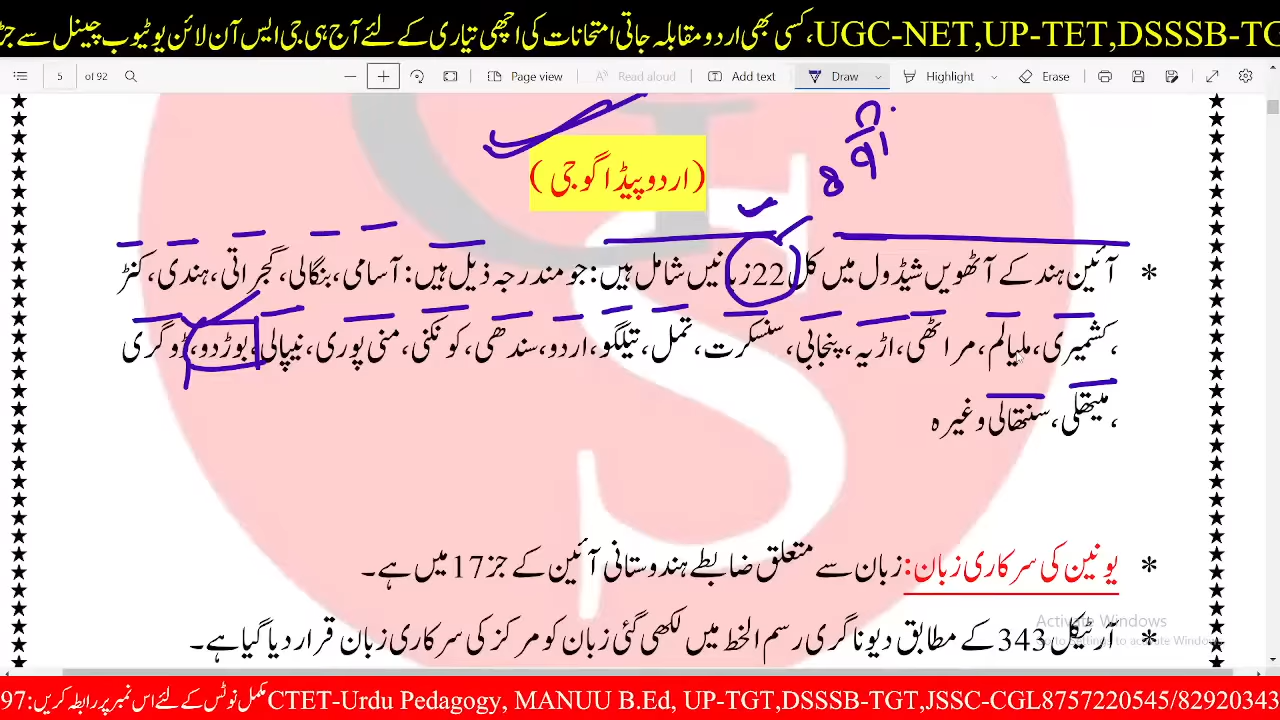 ،کسی بھی اردو مقابلہ جاتی امتحانات کی اچھی تیاری کے لئے آج ہی جی ایس آن لائن یوٹیوب چینل سے جڑ UGC-NET,UP-TET,DSSSB-TG
5 of 92 Page view Read aloud Add text Draw Highlight Erase
8 वीं
(اردو پیڈاگوجی)
* آئین ہند کے آٹھویں شیڈول میں کل 22 زبانیں شامل ہیں: جو مندرجہ ذیل ہیں: آسامی، بنگالی، گجراتی، ہندی، کنڑ
،کشمیری، ملیالم، مراٹھی، اڑیہ، پنجابی، سنسکرت، تمل، تیلگو، اردو، سندھی، کونکنی، منی پوری، نیپالی، بوڑدو، ڈوگری
،میتھلی، سنتھالی وغیرہ
* یونین کی سرکاری زبان: زبان سے متعلق ضابطے ہندوستانی آئین کے جز 17 میں ہے۔
Activate Windows
* آرٹیکل 343 کے مطابق دیوناگری رسم الخط میں لکھی گئی زبان کو مرکز کی سرکاری زبان قرار دیا گیا ہے۔
مکمل نوٹس کے لئے اس نمبر پر رابطہ کریں: 97 CTET-Urdu Pedagogy, MANUU B.Ed, UP-TGT,DSSSB-TGT,JSSC-CGL8757220545/82920343